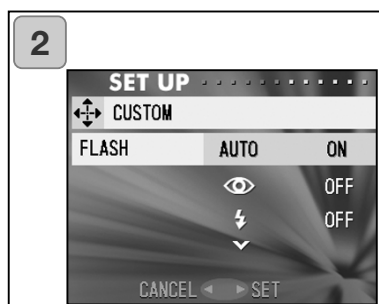 2
SET UP
CUSTOM
FLASH AUTO ON
OFF
OFF
CANCEL SET